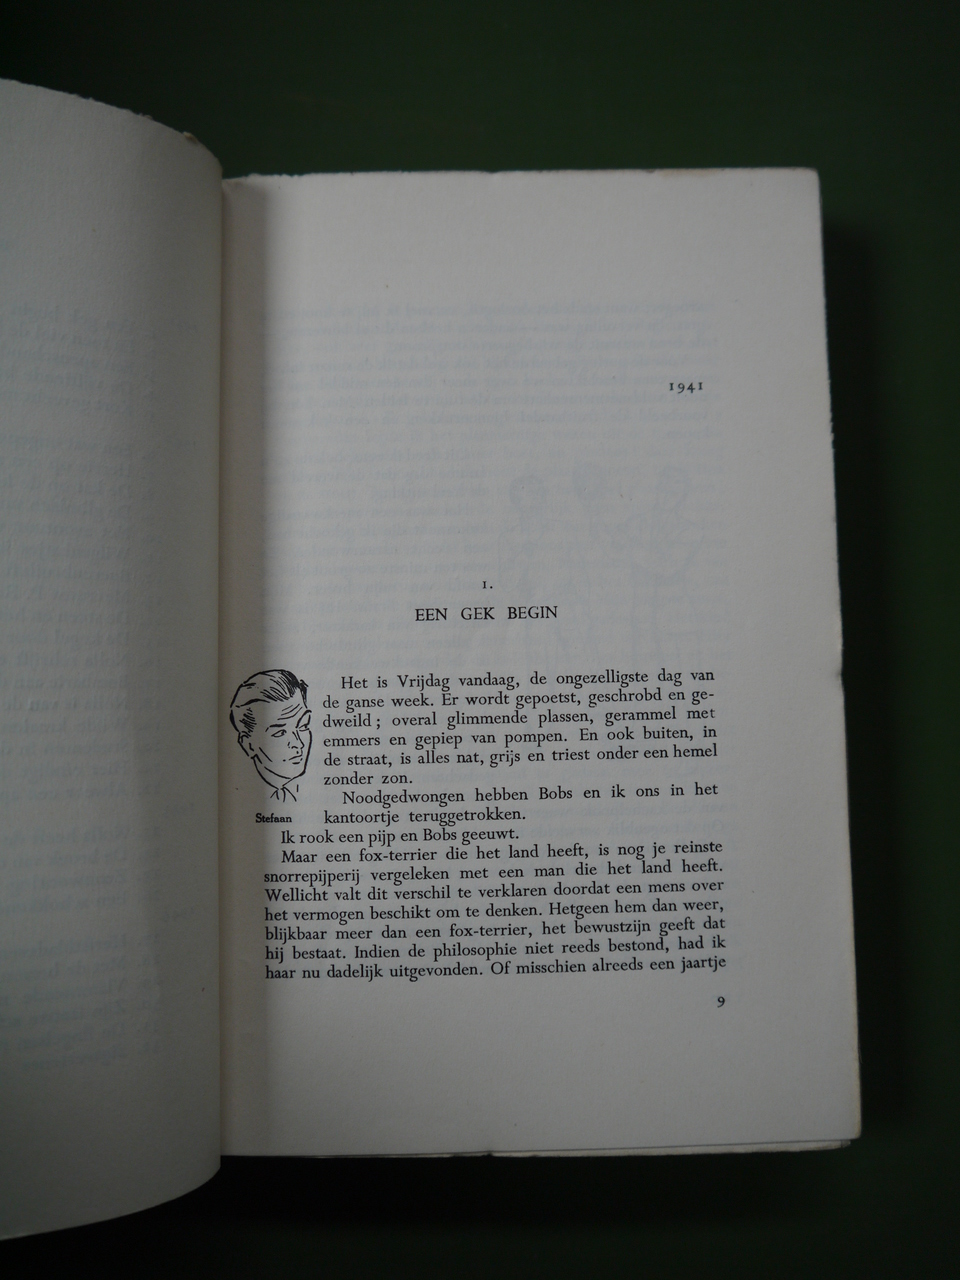 1941
1.
EEN GEK BEGIN
Het is Vrijdag vandaag, de ongezelligste dag van
de ganse week. Er wordt gepoetst, geschrobd en ge-
dweild; overal glimmende plassen, gerammel met
emmers en gepiep van pompen. En ook buiten, in
de straat, is alles nat, grijs en triest onder een hemel
zonder zon.
Noodgedwongen hebben Bobs en ik ons in het
Stefaan
kantoortje teruggetrokken.
Ik rook een pijp en Bobs geeuwt.
Maar een fox-terrier die het land heeft, is nog je reinste
snorrepijperij vergeleken met een man die het land heeft.
Wellicht valt dit verschil te verklaren doordat een mens over
het vermogen beschikt om te denken. Hetgeen hem dan weer,
blijkbaar meer dan een fox-terrier, het bewustzijn geeft dat
hij bestaat. Indien de philosophie niet reeds bestond, had ik
haar nu dadelijk uitgevonden. Of misschien alreeds een jaartje
9